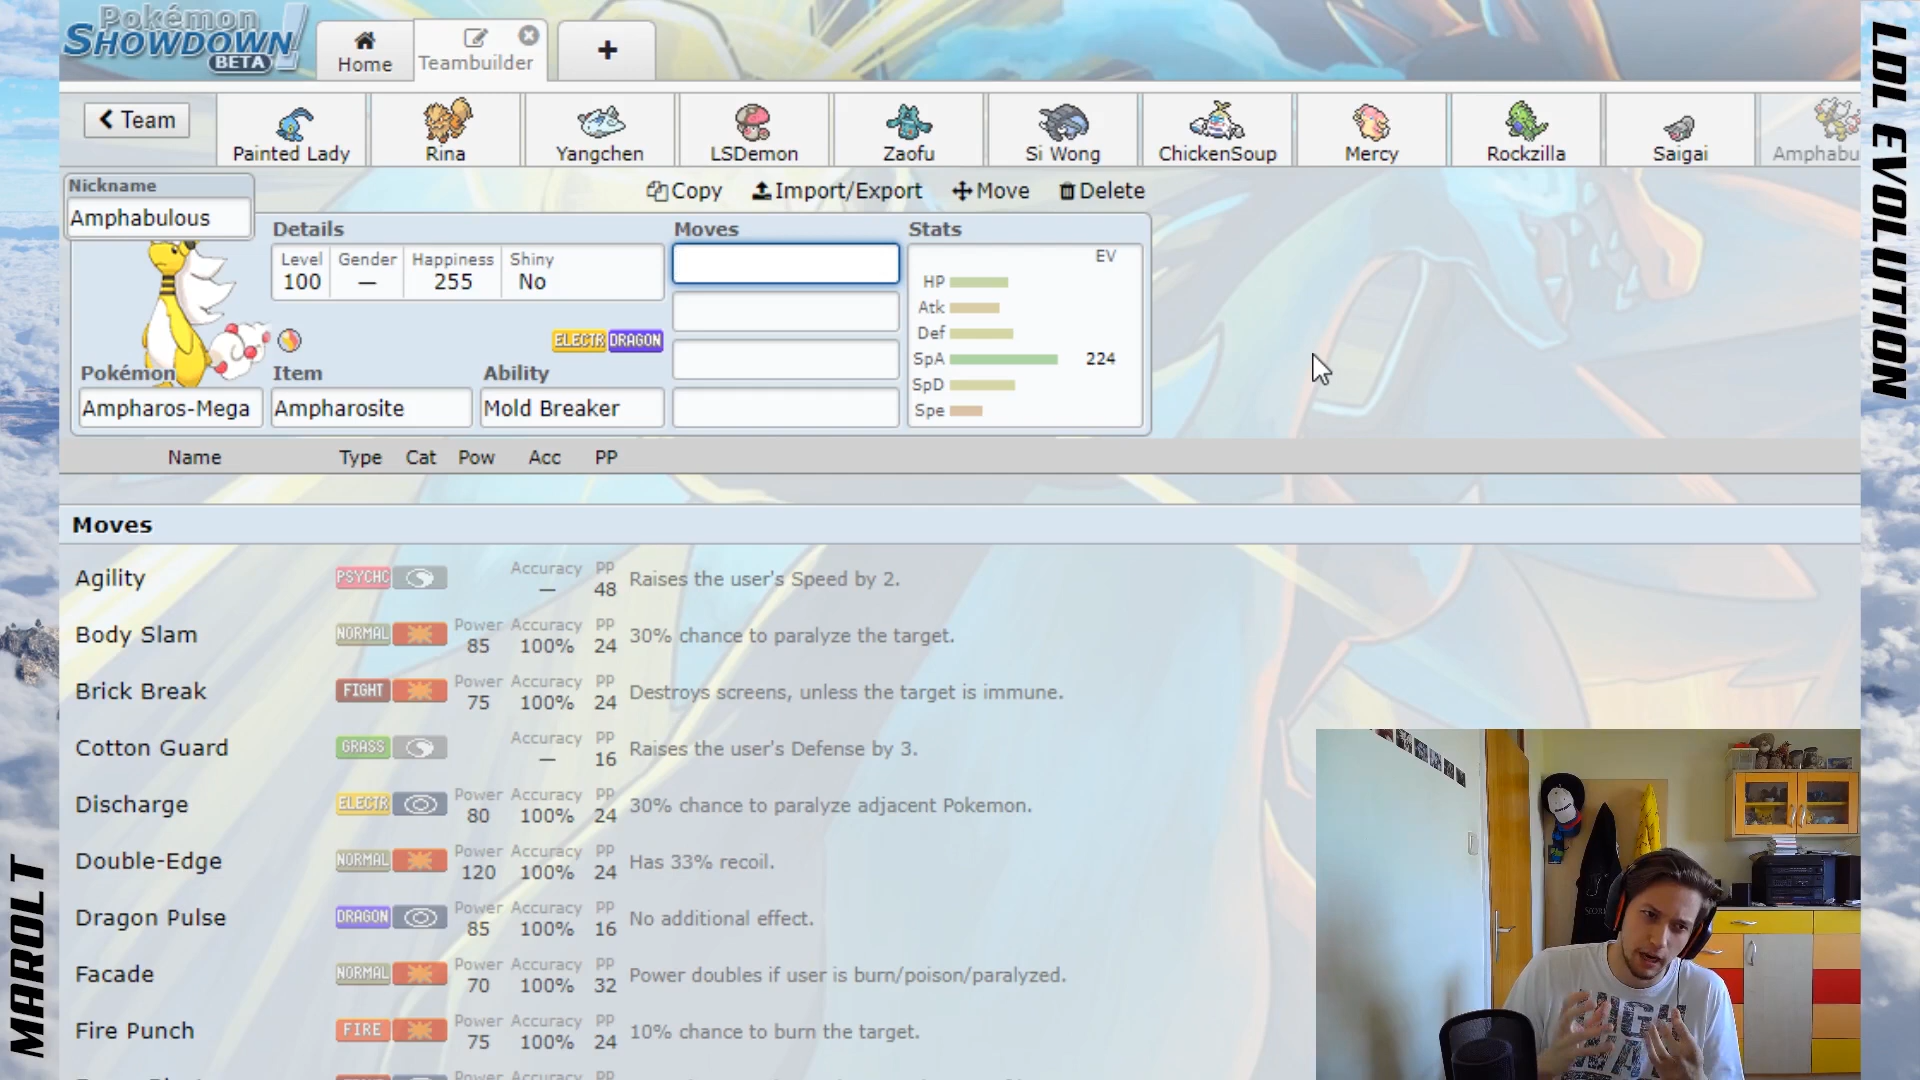 Pokémon
SHOWDOWN!
BETA
Home
Teambuilder
+
Team
Painted Lady
Rina
Yangchen
LSDemon
Zaofu
Si Wong
ChickenSoup
Mercy
Rockzilla
Saigai
Amphabu
Nickname
Amphabulous
Copy
Import/Export
Move
Delete
Details
Level
100
Gender
—
Happiness
255
Shiny
No
ELECTR DRAGON
Pokémon
Ampharos-Mega
Item
Ampharosite
Ability
Mold Breaker
Moves
Stats
EV
HP
Atk
Def
SpA 224
SpD
Spe
Name Type Cat Pow Acc PP
Moves
Agility PSYCHC Accuracy — PP 48 Raises the user's Speed by 2.
Body Slam NORMAL Power 85 Accuracy 100% PP 24 30% chance to paralyze the target.
Brick Break FIGHT Power 75 Accuracy 100% PP 24 Destroys screens, unless the target is immune.
Cotton Guard GRASS Accuracy — PP 16 Raises the user's Defense by 3.
Discharge ELECTR Power 80 Accuracy 100% PP 24 30% chance to paralyze adjacent Pokemon.
Double-Edge NORMAL Power 120 Accuracy 100% PP 24 Has 33% recoil.
Dragon Pulse DRAGON Power 85 Accuracy 100% PP 16 No additional effect.
Facade NORMAL Power 70 Accuracy 100% PP 32 Power doubles if user is burn/poison/paralyzed.
Fire Punch FIRE Power 75 Accuracy 100% PP 24 10% chance to burn the target.
Power Accuracy PP
LDL EVOLUTION
MAROLT